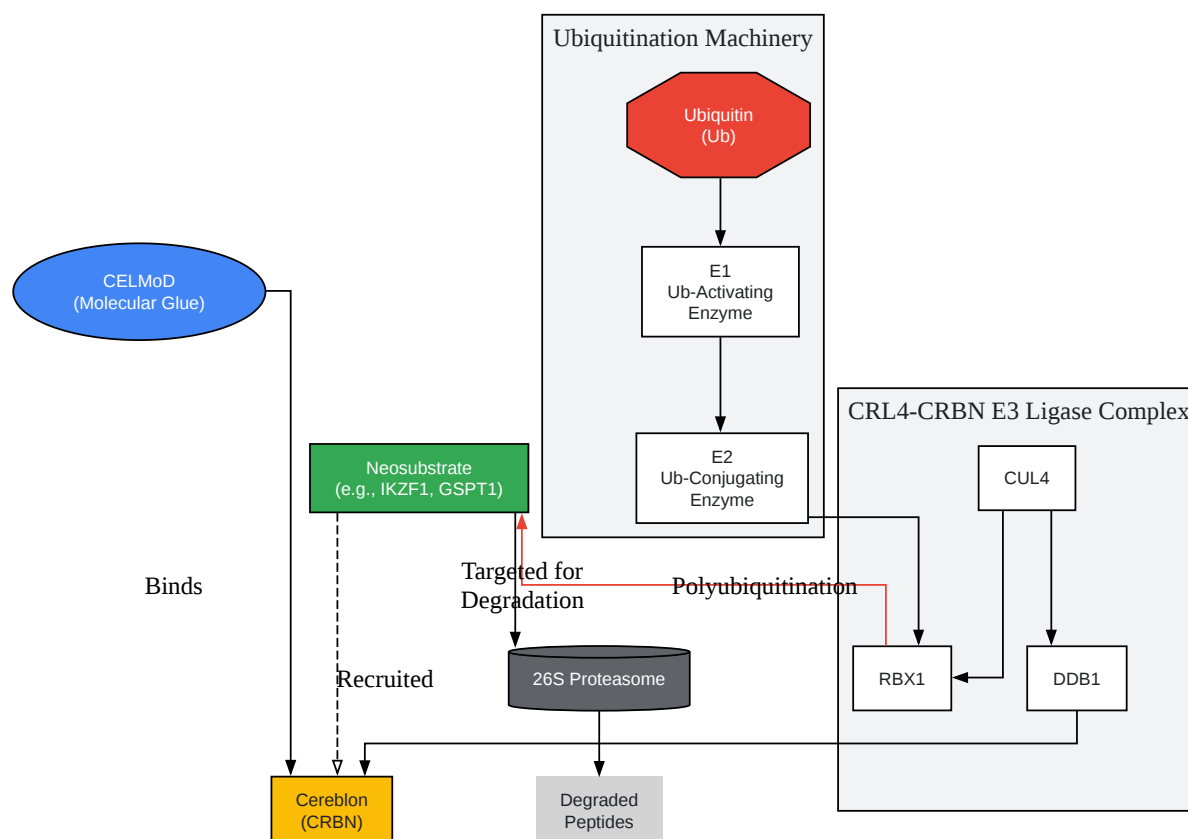 Ubiquitination Machinery
Ubiquitin
(Ub)
CELMoD
(Molecular Glue)
E1
Ub-Activating
Enzyme
CRL4-CRBN E3 Ligase Complex
Neosubstrate
(e.g., IKZF1, GSPT1)
E2
Ub-Conjugating
Enzyme
CUL4
Binds
Targeted for
Degradation
Polyubiquitination
Recruited
26S Proteasome
RBX1
DDB1
Cereblon
(CRBN)
Degraded
Peptides